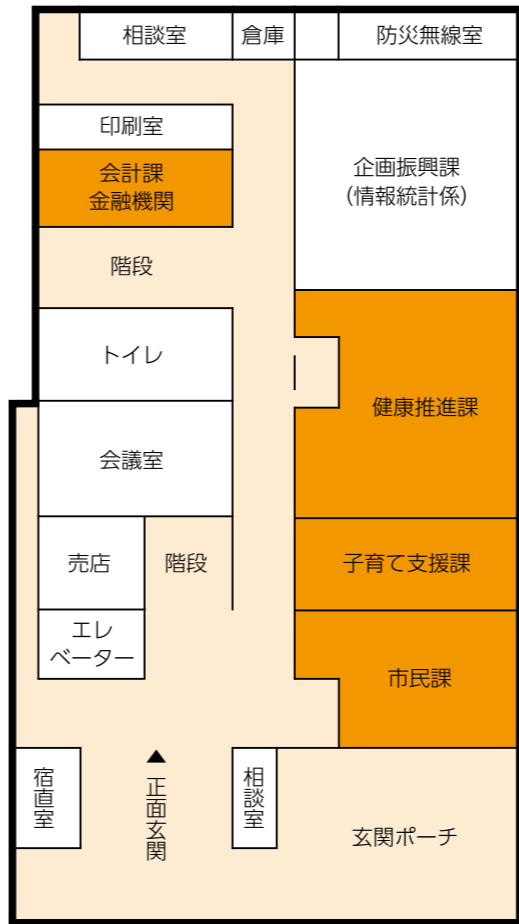 相談室
倉庫
防災無線室
印刷室
会計課
金融機関
企画振興課
(情報統計係)
階段
トイレ
健康推進課
会議室
売店
階段
子育て支援課
エレ
ベーター
市民課
宿直室
▲正面玄関
相談室
玄関ポーチ